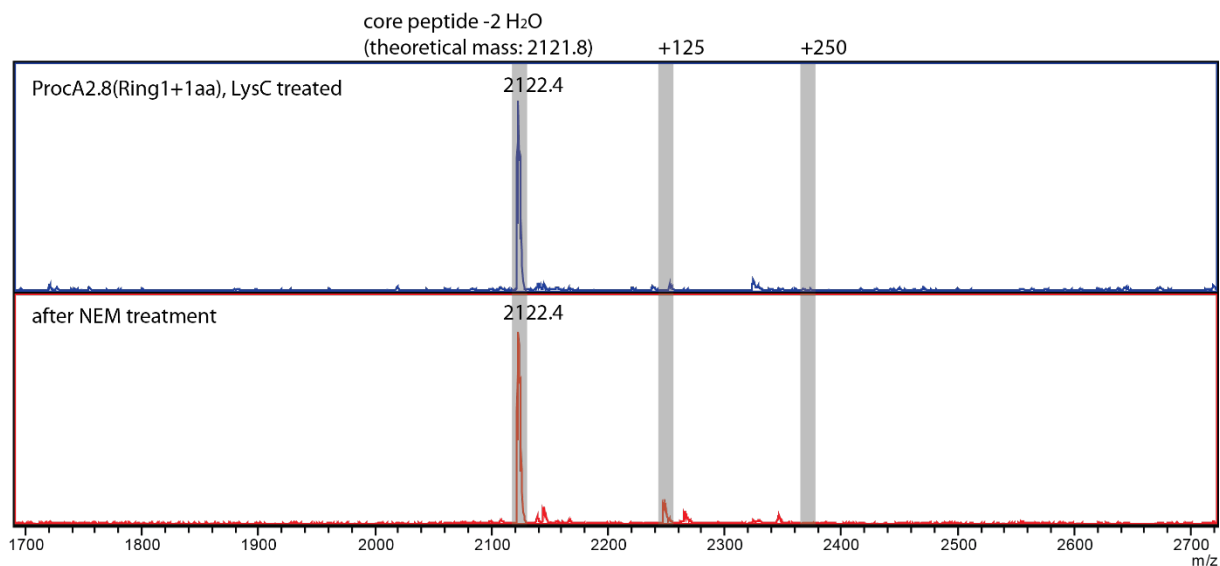 core peptide -2 H₂O
(theoretical mass: 2121.8) +125 +250
ProcA2.8(Ring1+1aa), LysC treated
2122.4
after NEM treatment
2122.4
1700 1800 1900 2000 2100 2200 2300 2400 2500 2600 2700
m/z